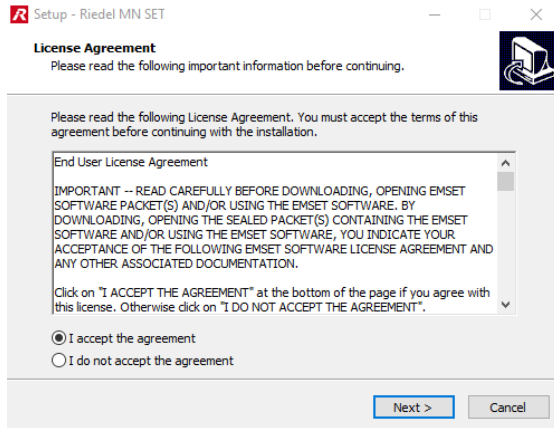 Setup - Riedel MN SET
License Agreement
Please read the following important information before continuing.
Please read the following License Agreement. You must accept the terms of this
agreement before continuing with the installation.
End User License Agreement
IMPORTANT -- READ CAREFULLY BEFORE DOWNLOADING, OPENING EMSET
SOFTWARE PACKET(S) AND/OR USING THE EMSET SOFTWARE. BY
DOWNLOADING, OPENING THE SEALED PACKET(S) CONTAINING THE EMSET
SOFTWARE AND/OR USING THE EMSET SOFTWARE, YOU INDICATE YOUR
ACCEPTANCE OF THE FOLLOWING EMSET SOFTWARE LICENSE AGREEMENT AND
ANY OTHER ASSOCIATED DOCUMENTATION.
Click on "I ACCEPT THE AGREEMENT" at the bottom of the page if you agree with
this license. Otherwise click on "I DO NOT ACCEPT THE AGREEMENT".
I accept the agreement
I do not accept the agreement
Next >
Cancel